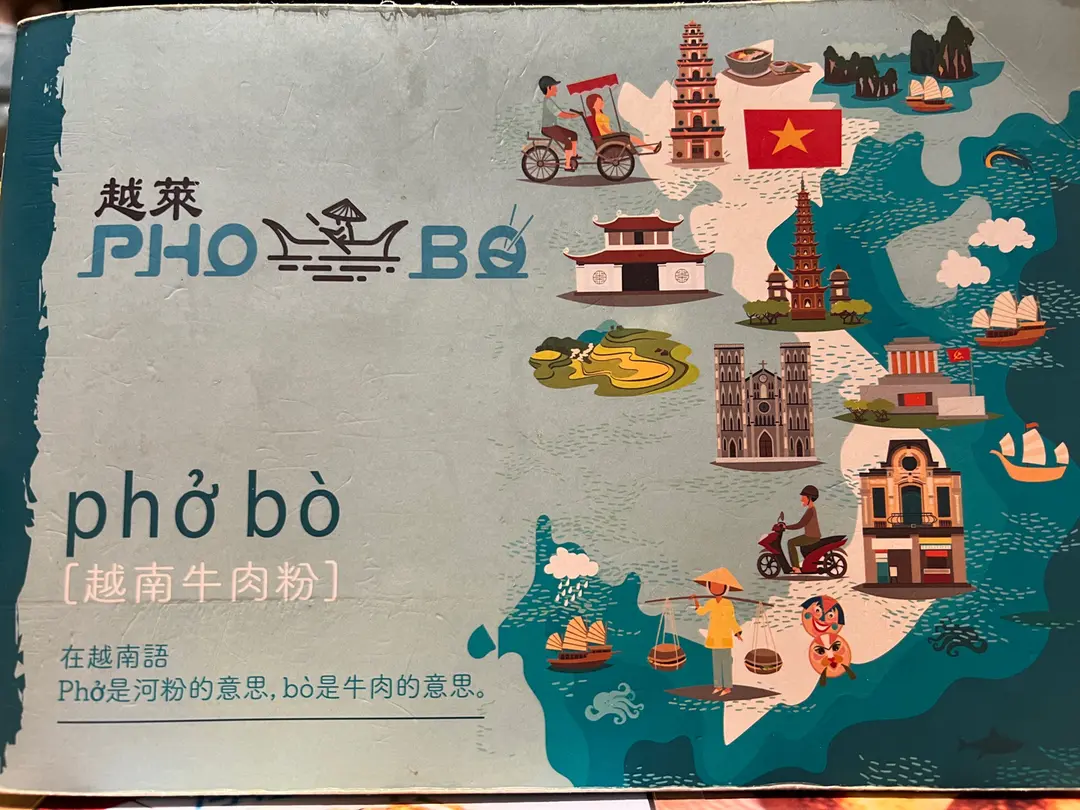 越萊
PHO BO
phở bò
[越南牛肉粉]
在越南語
Phở是河粉的意思, bò是牛肉的意思。